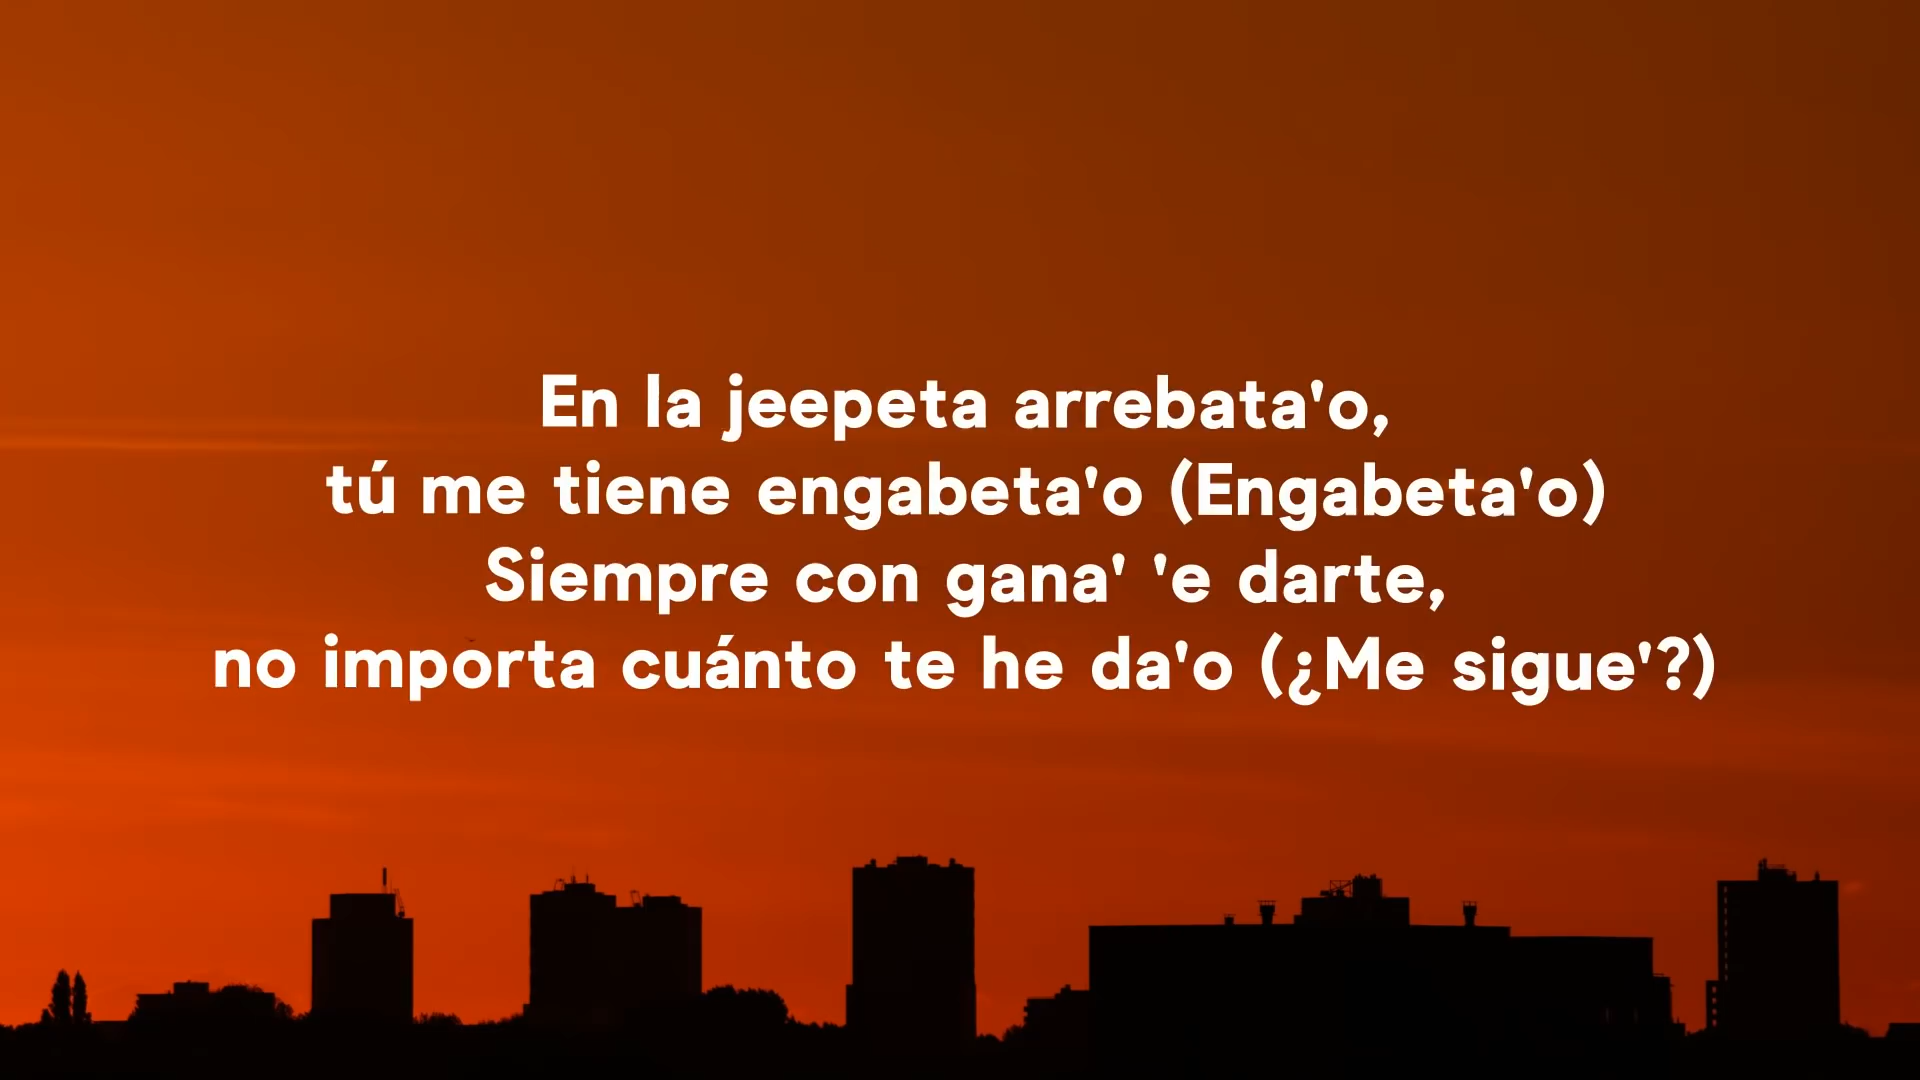 En la jeepeta arrebata'o,
tú me tiene engabeta'o (Engabeta'o)
Siempre con gana' 'e darte,
no importa cuánto te he da'o (¿Me sigue'?)